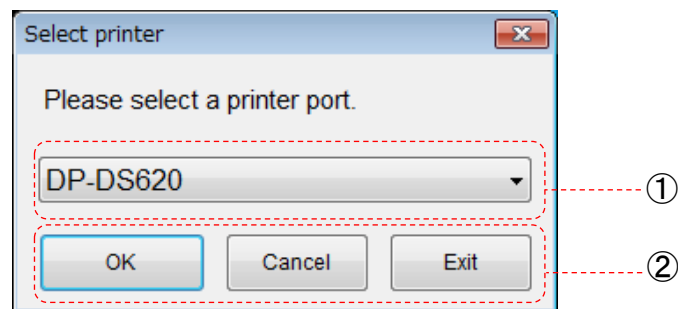 Select printer
Please select a printer port.
DP-DS620
①
OK Cancel Exit
②